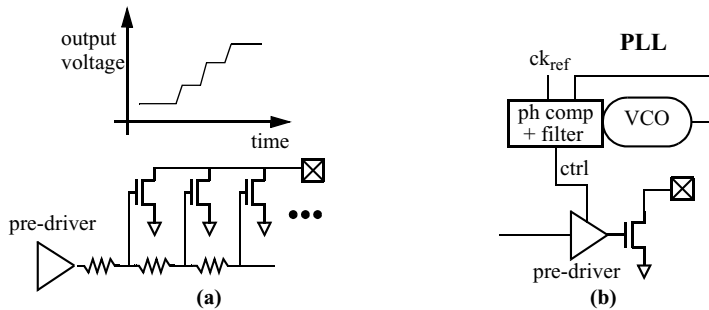 output
voltage
time
pre-driver
(a)
PLL
ck_ref
ph comp
+ filter
VCO
ctrl
pre-driver
(b)